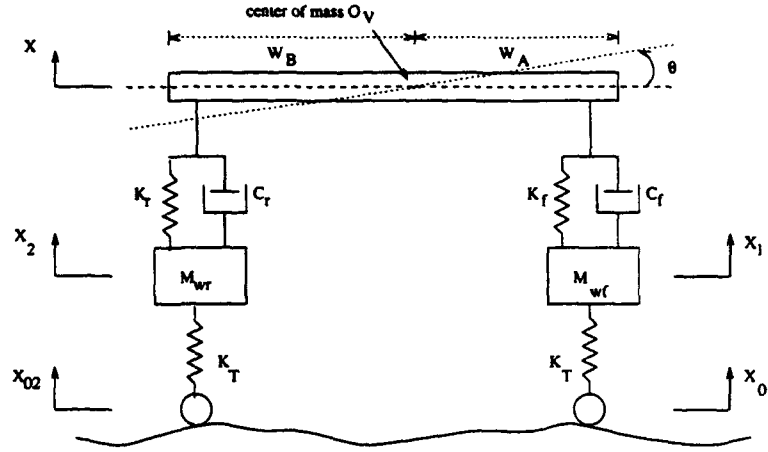 center of mass O_V
X
W_B
W_A
θ
K_r
C_r
K_f
C_f
X_2
M_wr
M_wf
X_1
K_T
K_T
X_02
X_0